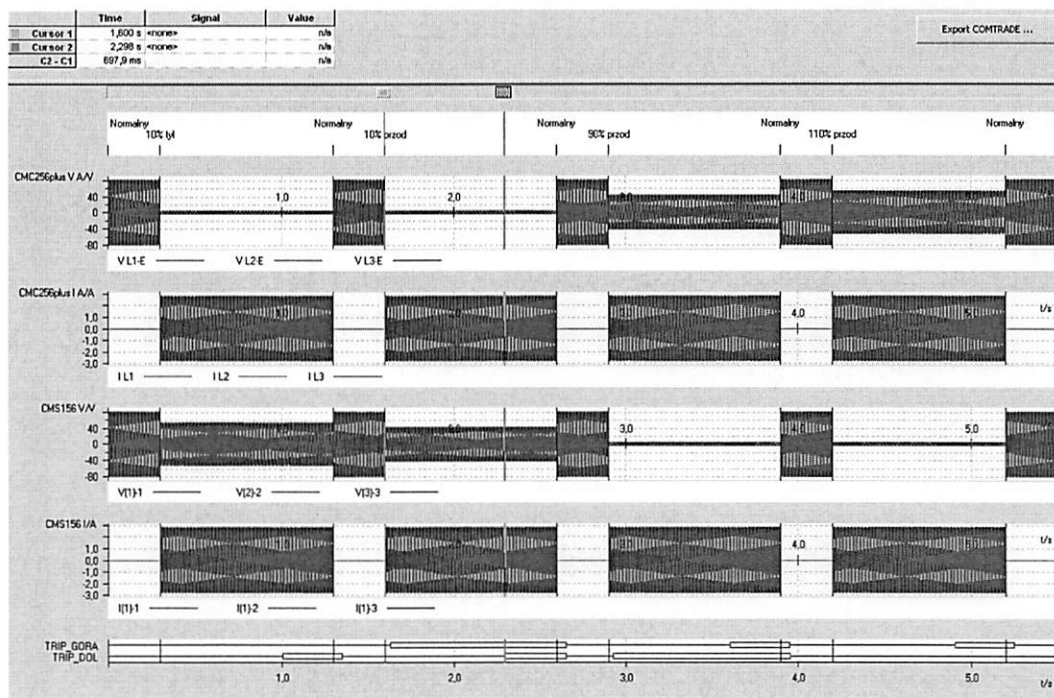 Time Signal Value
Cursor 1 1,600 s <none> n/a
Cursor 2 2,298 s <none> n/a
C2 - C1 697,9 ms n/a
Export COMTRADE ...
Normalny Normalny Normalny Normalny Normalny
10% tyl 10% przod 90% przod 110% przod
CMC256plus V A/V
40
0
-40
-80
1,0 2,0 4,0
V L1-E V L2-E V L3-E
CMC256plus I A/A
1,0
0,0
-1,0
-2,0
-3,0
4,0 t/s
I L1 I L2 I L3
CMS156 V/V
40
0
-40
-80
3,0 5,0
V(1)-1 V(2)-2 V(3)-3
CMS156 I/A
1,0
0,0
-1,0
-2,0
3,0
4,0 t/s
I(1)-1 I(1)-2 I(1)-3
TRIP_GORA
TRIP_DOL
1,0 2,0 3,0 4,0 5,0
t/s